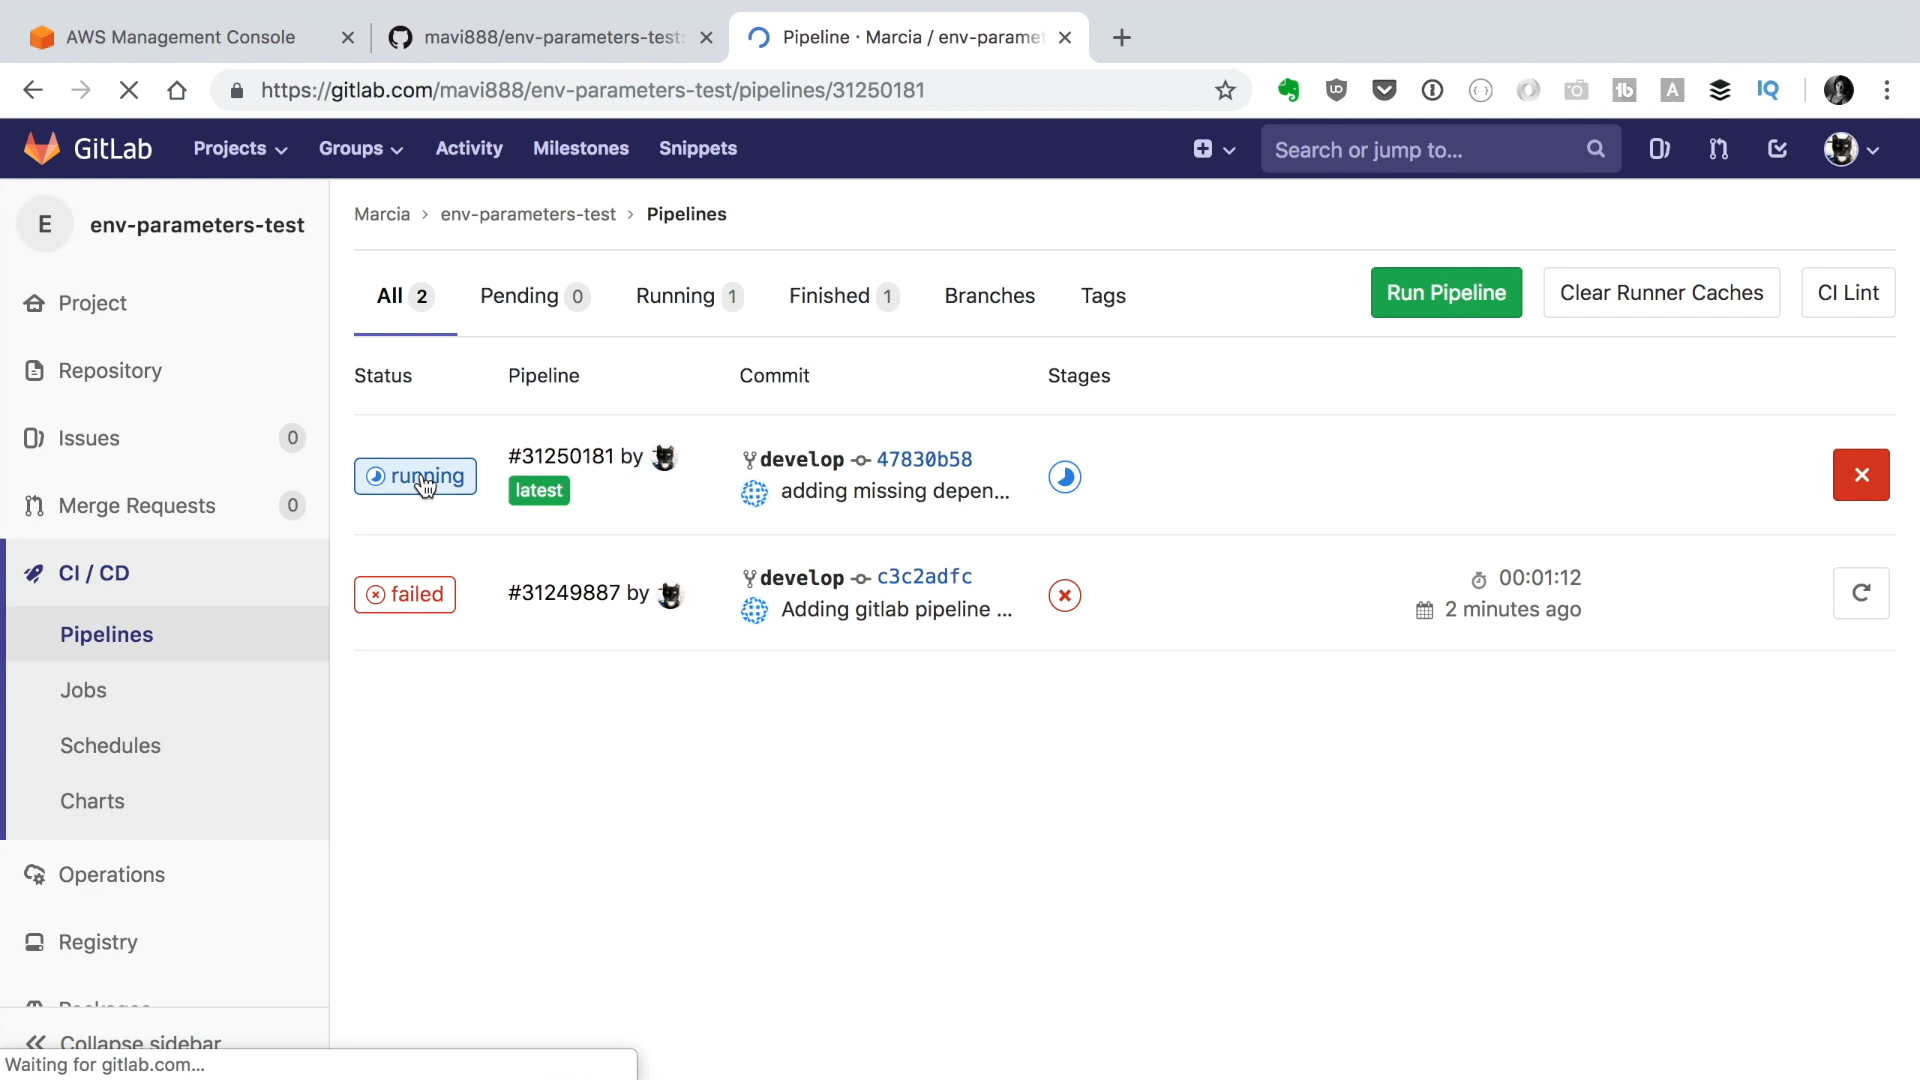 AWS Management Console
mavi888/env-parameters-test:
Pipeline · Marcia / env-parame
https://gitlab.com/mavi888/env-parameters-test/pipelines/31250181
GitLab Projects Groups Activity Milestones Snippets Search or jump to...
E env-parameters-test
Project
Repository
Issues 0
Merge Requests 0
CI / CD
Pipelines
Jobs
Schedules
Charts
Operations
Registry
Packages
Collapse sidebar
Waiting for gitlab.com...
Marcia › env-parameters-test › Pipelines
All 2 Pending 0 Running 1 Finished 1 Branches Tags Run Pipeline Clear Runner Caches CI Lint
Status Pipeline Commit Stages
running #31250181 by develop 47830b58
latest adding missing depen...
failed #31249887 by develop c3c2adfc 00:01:12
Adding gitlab pipeline ... 2 minutes ago